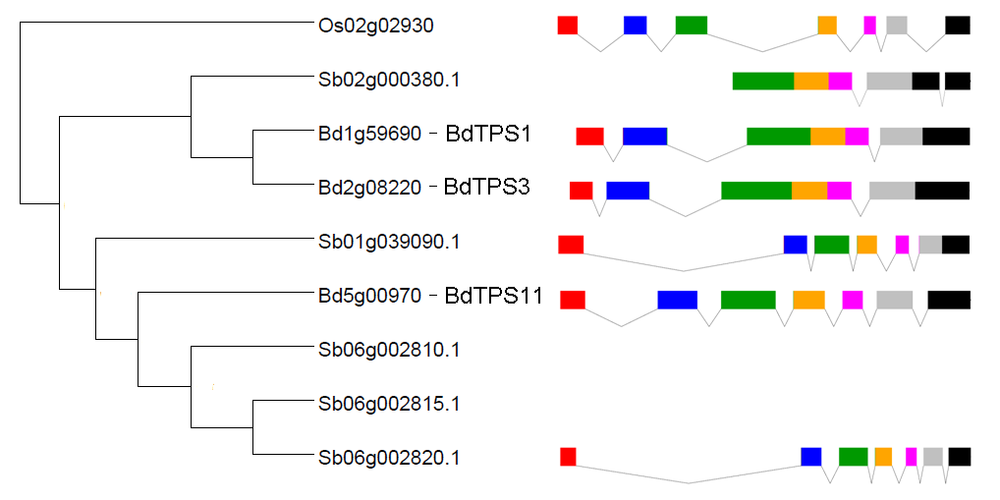 Os02g02930
Sb02g000380.1
Bd1g59690 - BdTPS1
Bd2g08220 - BdTPS3
Sb01g039090.1
Bd5g00970 - BdTPS11
Sb06g002810.1
Sb06g002815.1
Sb06g002820.1